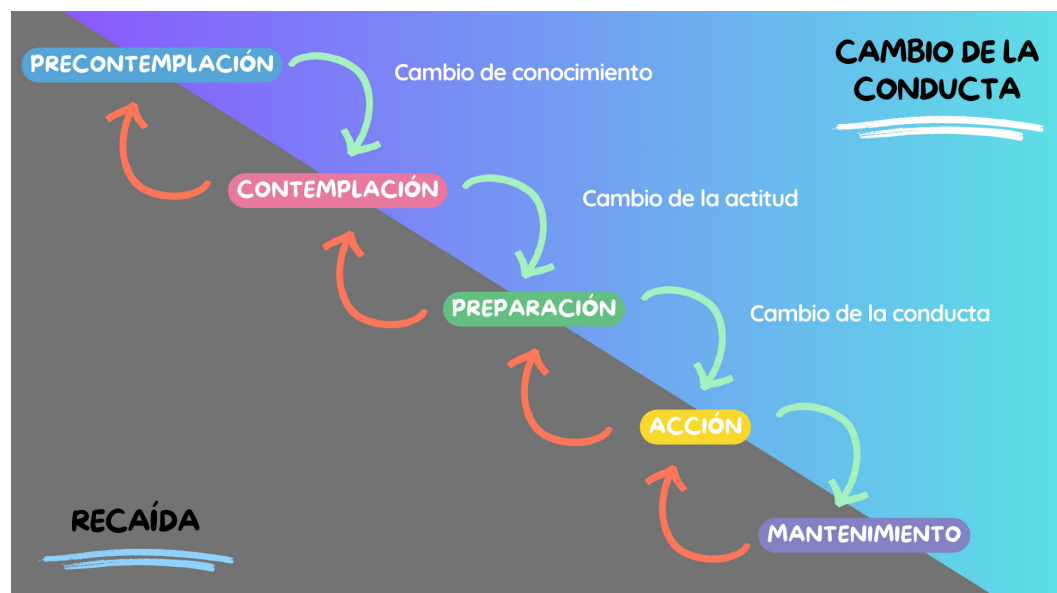 PRECONTEMPLACIÓN
Cambio de conocimiento
CAMBIO DE LA
CONDUCTA
CONTEMPLACIÓN
Cambio de la actitud
PREPARACIÓN
Cambio de la conducta
ACCIÓN
RECAÍDA
MANTENIMIENTO